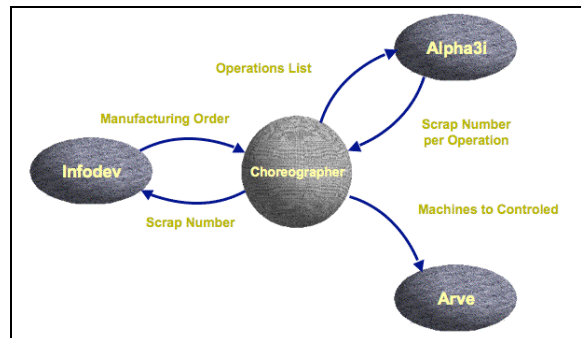 Alpha3i
Operations List
Manufacturing Order
Scrap Number
per Operation
Infodev
Choreographer
Scrap Number
Machines to Controled
Arve